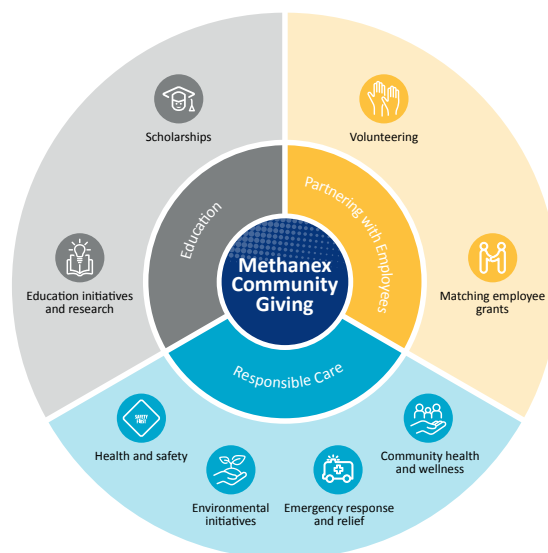 Scholarships
Volunteering
Education
Partnering with Employees
Methanex
Community
Giving
Education initiatives
and research
Matching employee
grants
Responsible Care
SAFETY
FIRST
Health and safety
Community health
and wellness
Environmental
initiatives
Emergency response
and relief